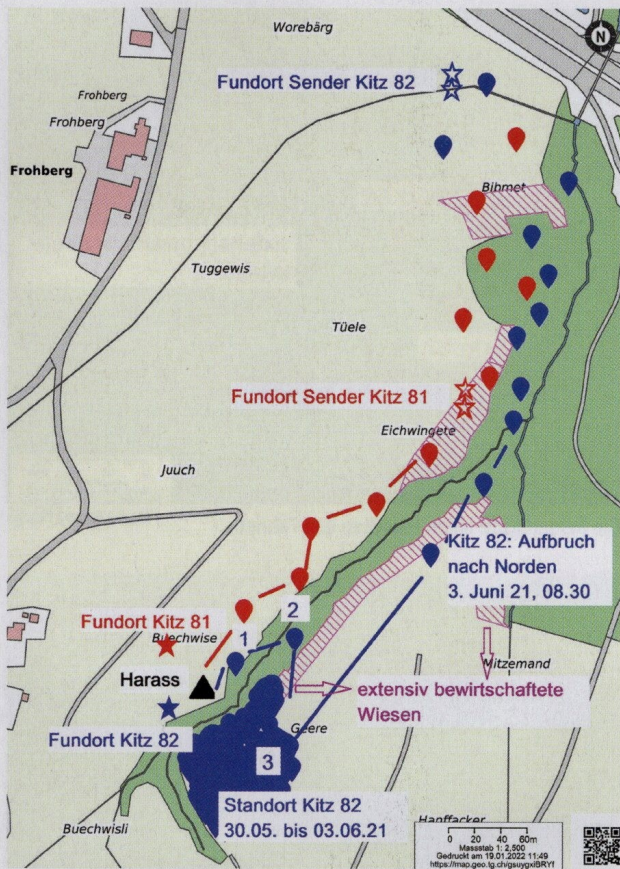 Worebärg
N
Fundort Sender Kitz 82
Frohberg
Frohberg
Frohberg
Bihmet
Tuggewis
Tüele
Fundort Sender Kitz 81
Eichwingete
Juuch
Kitz 82: Aufbruch
nach Norden
3. Juni 21, 08.30
2
Fundort Kitz 81
Buechwise
1
Mitzemand
Harass
extensiv bewirtschaftete
Wiesen
Fundort Kitz 82
Geere
3
Standort Kitz 82
30.05. bis 03.06.21
Buechwisli
Hanffacker
0 20 40 60m
Massstab 1: 2,500
Gedruckt am 19.01.2022 11:49